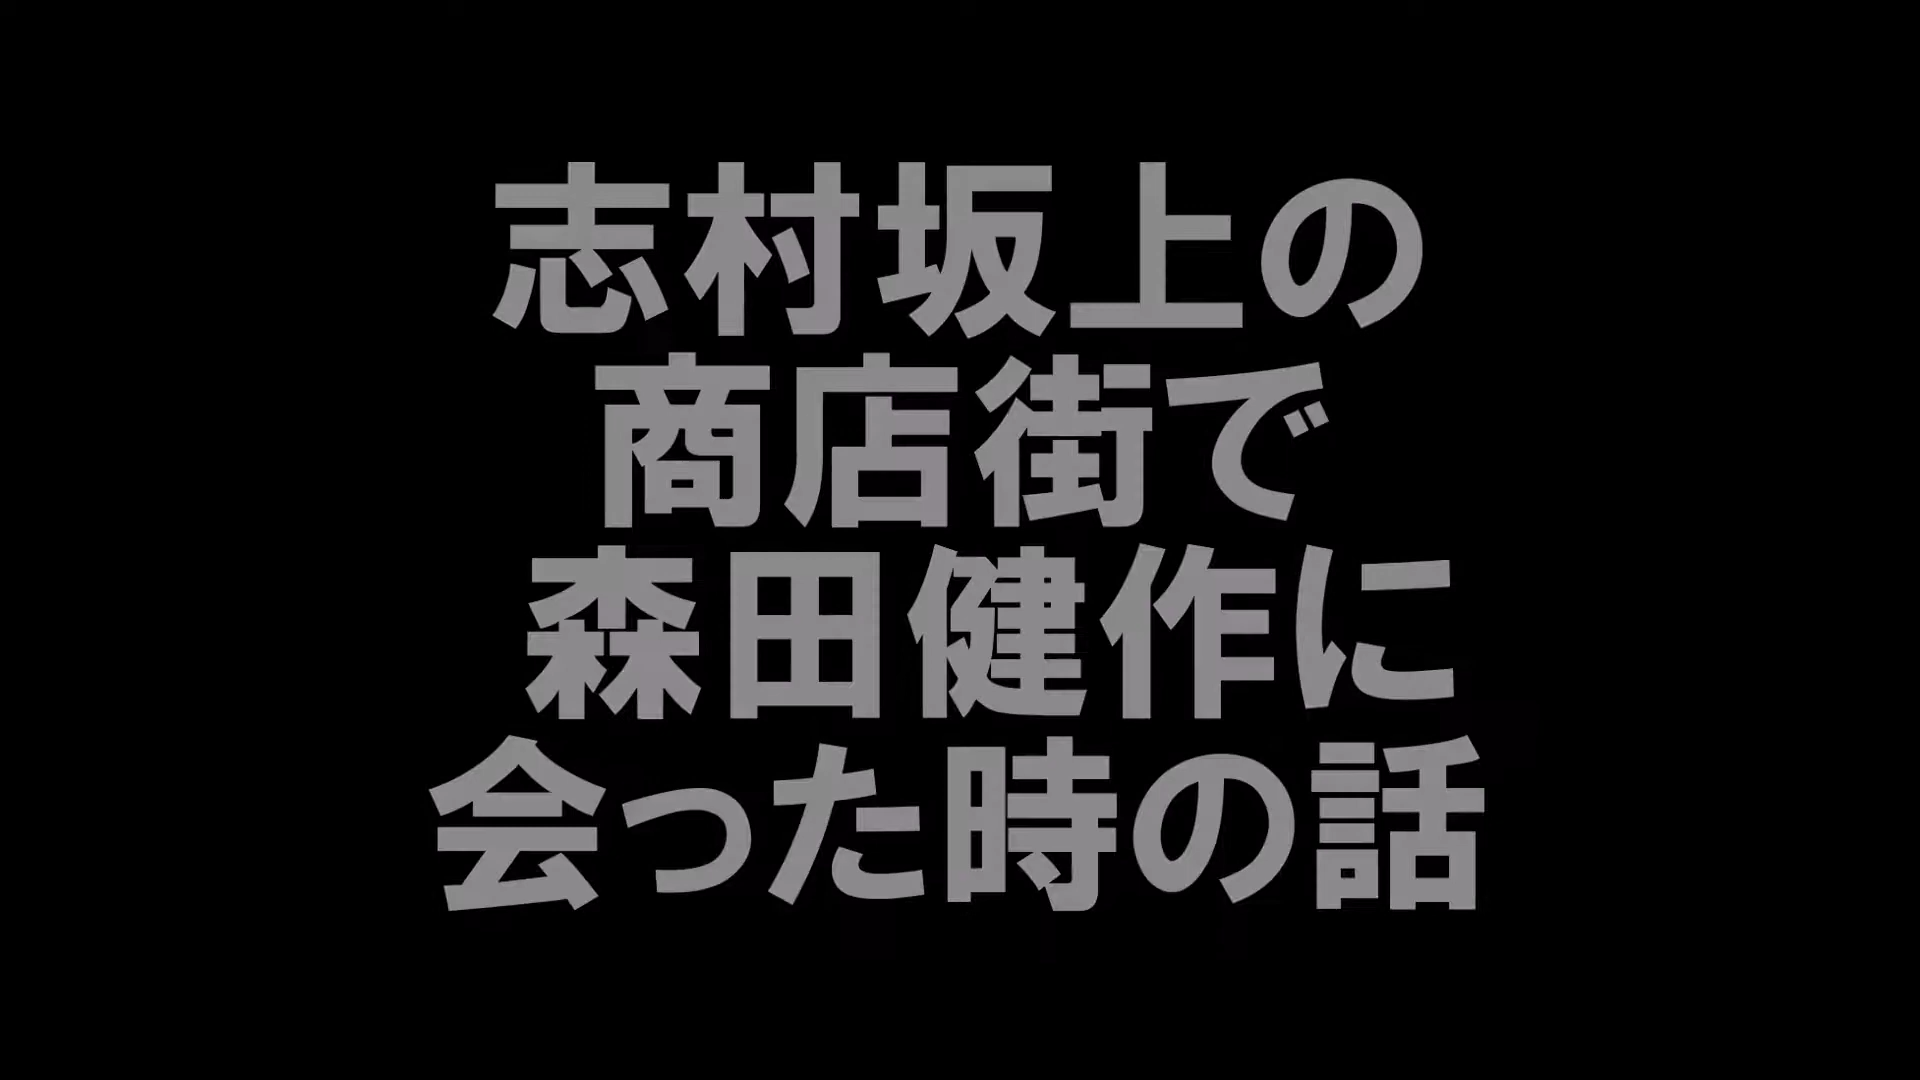 志村坂上の
商店街で
森田健作に
会った時の話